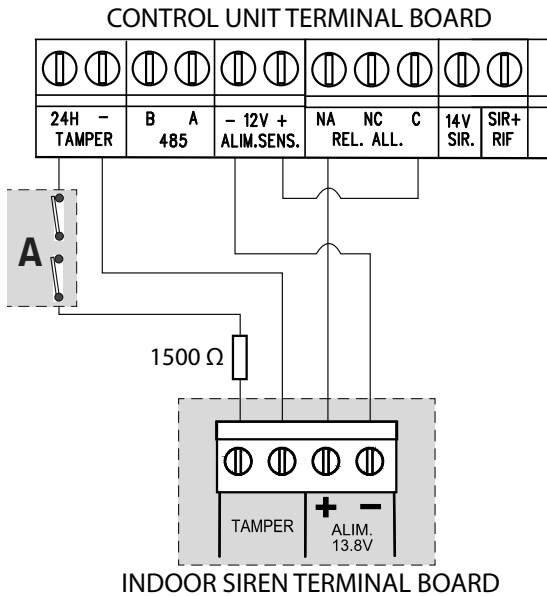 CONTROL UNIT TERMINAL BOARD
24H - B A - 12V + NA NC C 14V SIR+
TAMPER 485 ALIM.SENS. REL. ALL. SIR. RIF
A
1500 Ω
+ -
TAMPER ALIM.
13.8V
INDOOR SIREN TERMINAL BOARD